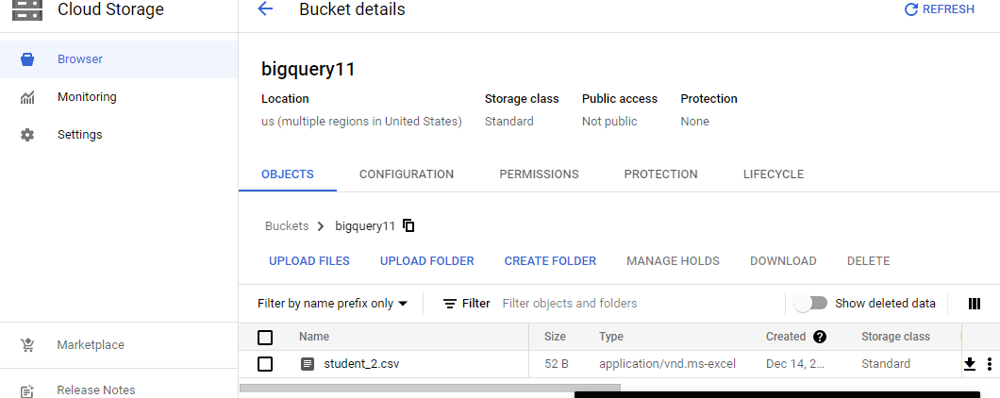 Cloud Storage
Bucket details
REFRESH
Browser
Monitoring
Settings
Marketplace
Release Notes
bigquery11
Location Storage class Public access Protection
us (multiple regions in United States) Standard Not public None
OBJECTS CONFIGURATION PERMISSIONS PROTECTION LIFECYCLE
Buckets > bigquery11
UPLOAD FILES UPLOAD FOLDER CREATE FOLDER MANAGE HOLDS DOWNLOAD DELETE
Filter by name prefix only Filter Filter objects and folders Show deleted data
Name Size Type Created ? Storage class
student_2.csv 52 B application/vnd.ms-excel Dec 14, 2... Standard